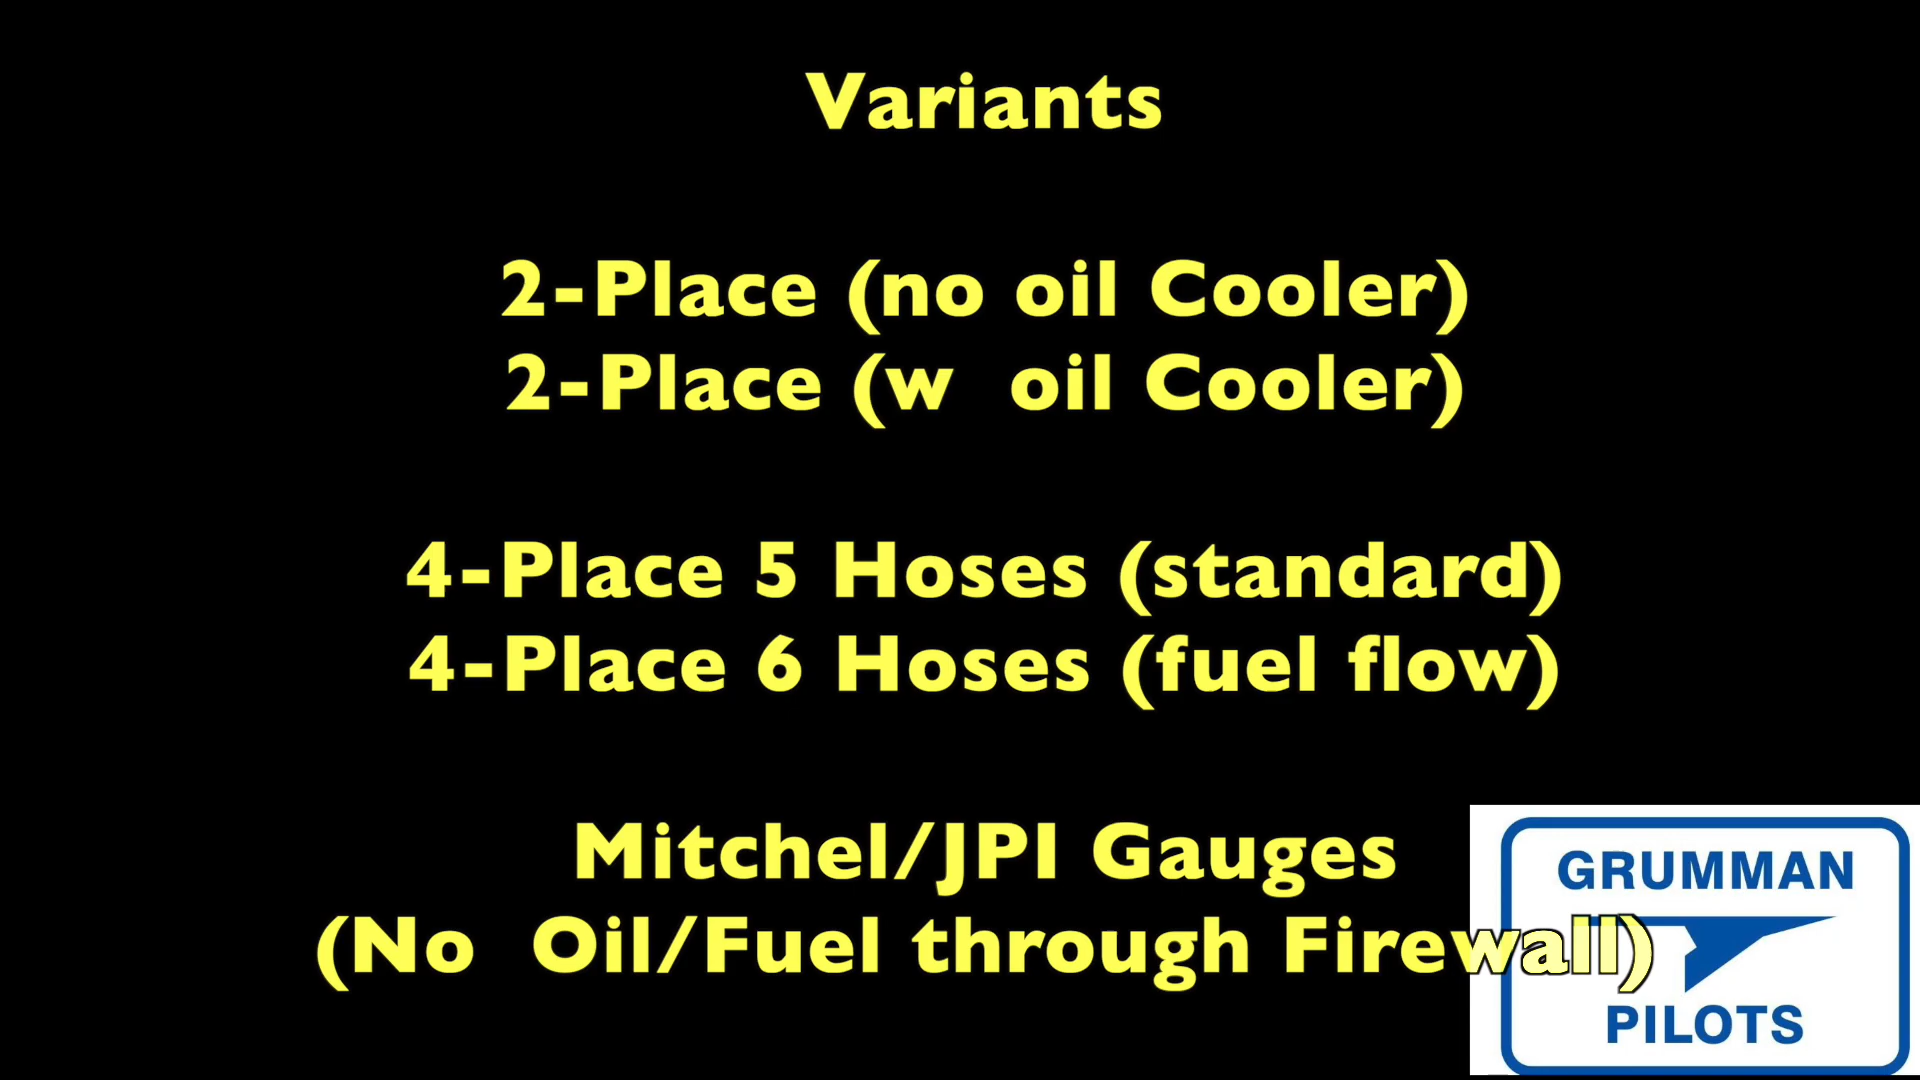 Variants
2-Place (no oil Cooler)
2-Place (w oil Cooler)
4-Place 5 Hoses (standard)
4-Place 6 Hoses (fuel flow)
Mitchel/JPI Gauges
(No Oil/Fuel through Firewall)
GRUMMAN
PILOTS